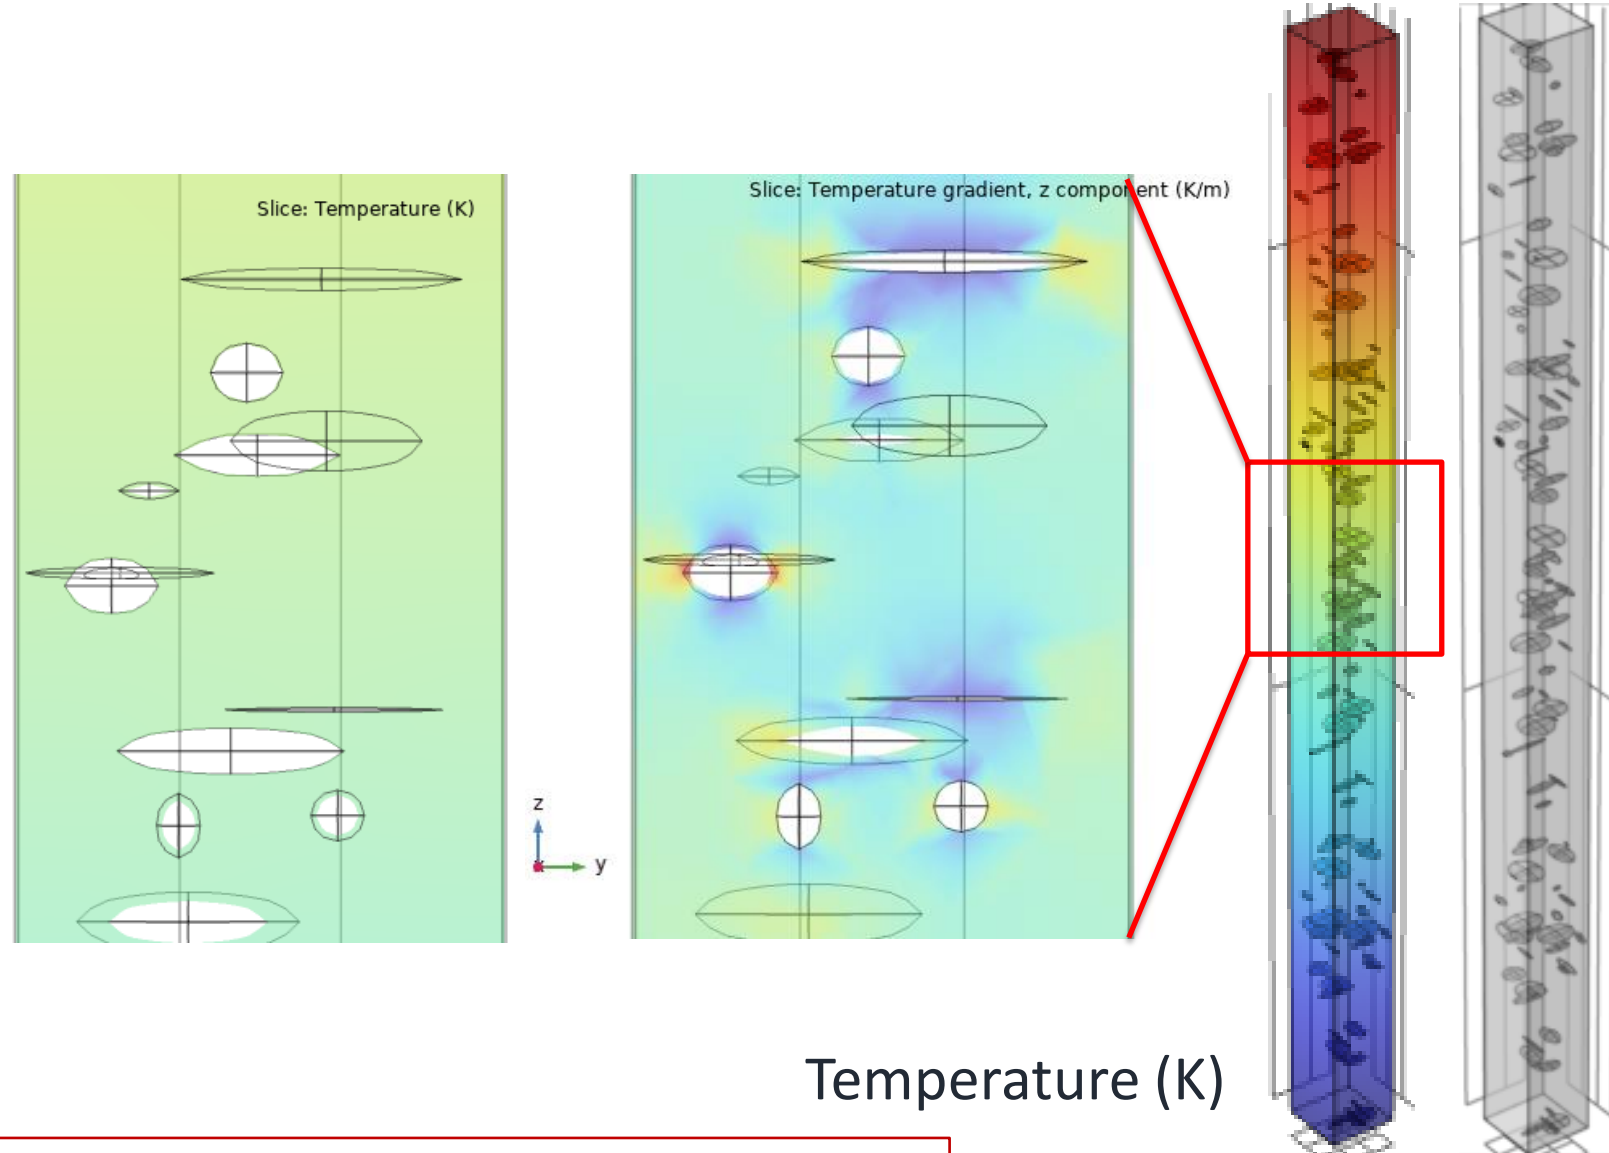 Slice: Temperature (K)
Slice: Temperature gradient, z component (K/m)
z
y
x
Temperature (K)